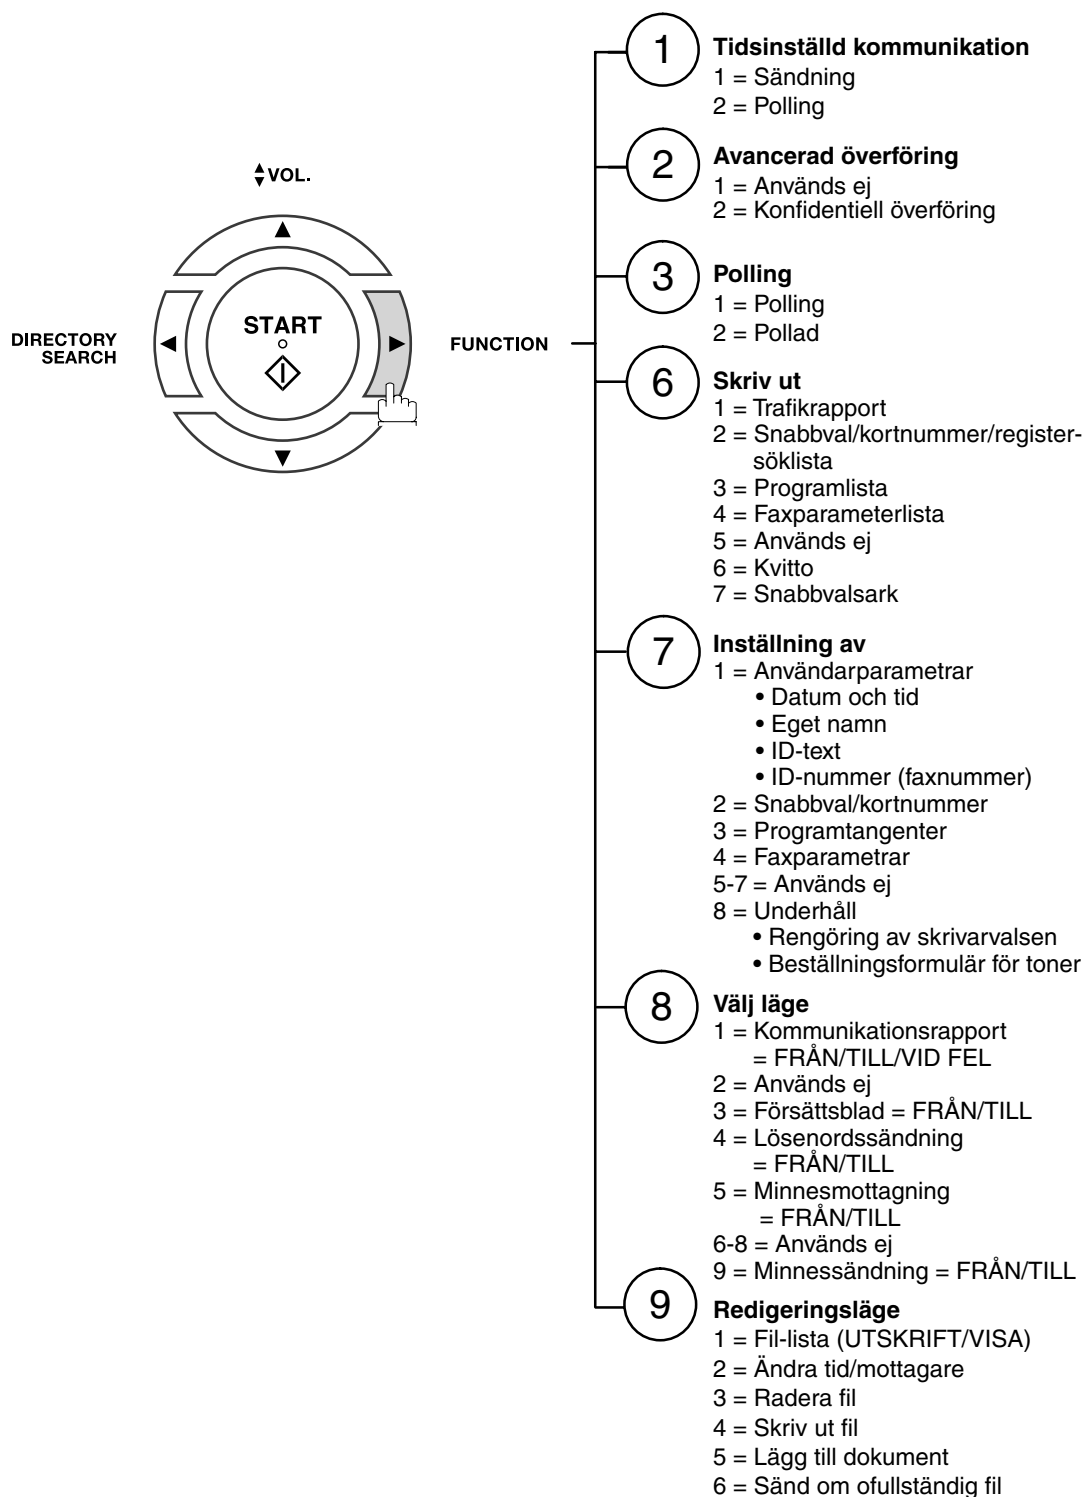 VOL.
START
DIRECTORY
SEARCH
FUNCTION
1
Tidsinställd kommunikation
1 = Sändning
2 = Polling
2
Avancerad överföring
1 = Används ej
2 = Konfidentiell överföring
3
Polling
1 = Polling
2 = Pollad
6
Skriv ut
1 = Trafikrapport
2 = Snabbval/kortnummer/register-
söklista
3 = Programlista
4 = Faxparameterlista
5 = Används ej
6 = Kvitto
7 = Snabbvalsark
7
Inställning av
1 = Användarparametrar
• Datum och tid
• Eget namn
• ID-text
• ID-nummer (faxnummer)
2 = Snabbval/kortnummer
3 = Programtangenter
4 = Faxparametrar
5-7 = Används ej
8 = Underhåll
• Rengöring av skrivarvalsen
• Beställningsformulär för toner
8
Välj läge
1 = Kommunikationsrapport
= FRÅN/TILL/VID FEL
2 = Används ej
3 = Försättsblad = FRÅN/TILL
4 = Lösenordssändning
= FRÅN/TILL
5 = Minnesmottagning
= FRÅN/TILL
6-8 = Används ej
9 = Minnessändning = FRÅN/TILL
9
Redigeringsläge
1 = Fil-lista (UTSKRIFT/VISA)
2 = Ändra tid/mottagare
3 = Radera fil
4 = Skriv ut fil
5 = Lägg till dokument
6 = Sänd om ofullständig fil